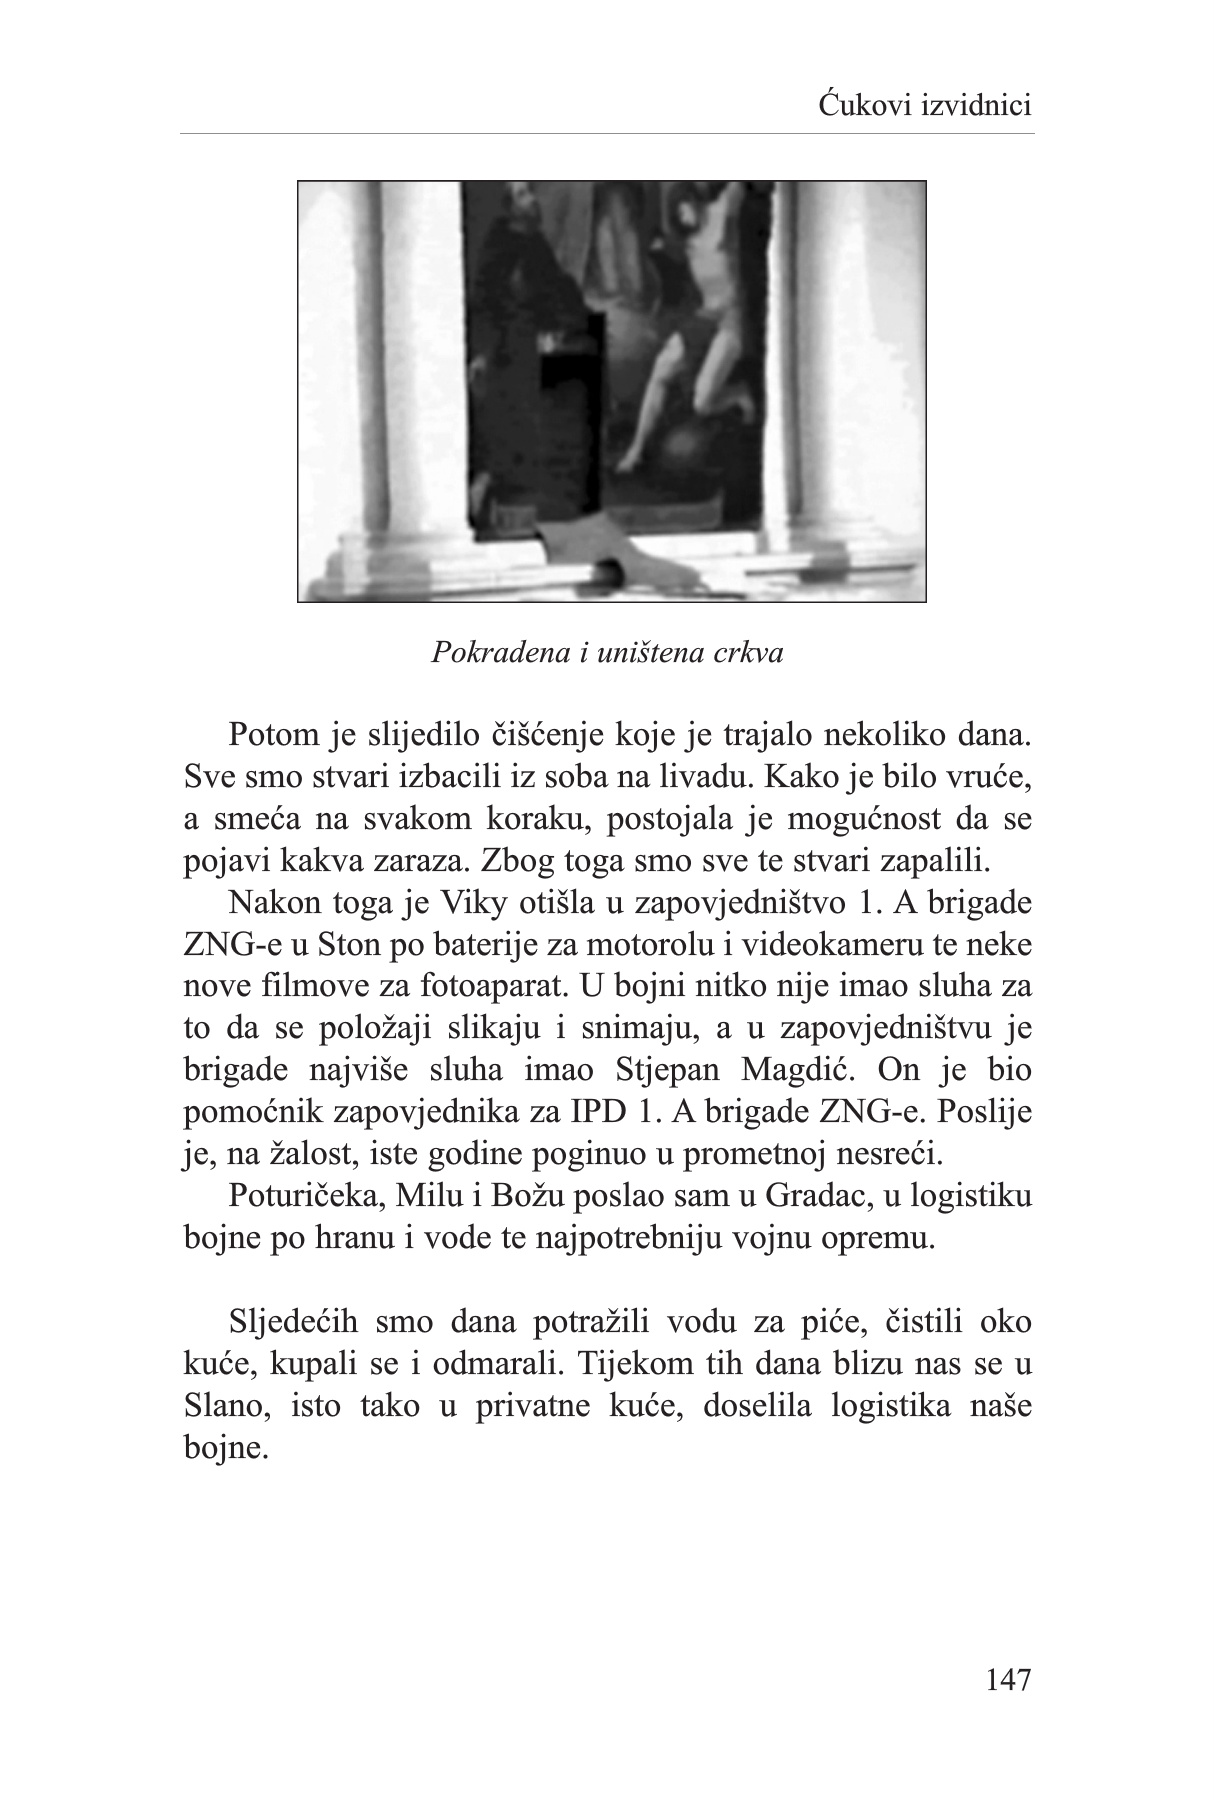 Ćukovi izvidnici
Pokradena i uništena crkva
Potom je slijedilo čišćenje koje je trajalo nekoliko dana.
Sve smo stvari izbacili iz soba na livadu. Kako je bilo vruće,
a smeća na svakom koraku, postojala je mogućnost da se
pojavi kakva zaraza. Zbog toga smo sve te stvari zapalili.
Nakon toga je Viky otišla u zapovjedništvo 1. A brigade
ZNG-e u Ston po baterije za motorolu i videokameru te neke
nove filmove za fotoaparat. U bojni nitko nije imao sluha za
to da se položaji slikaju i snimaju, a u zapovjedništvu je
brigade najviše sluha imao Stjepan Magdić. On je bio
pomoćnik zapovjednika za IPD 1. A brigade ZNG-e. Poslije
je, na žalost, iste godine poginuo u prometnoj nesreći.
Poturičeka, Milu i Božu poslao sam u Gradac, u logistiku
bojne po hranu i vode te najpotrebniju vojnu opremu.
Sljedećih smo dana potražili vodu za piće, čistili oko
kuće, kupali se i odmarali. Tijekom tih dana blizu nas se u
Slano, isto tako u privatne kuće, doselila logistika naše
bojne.
147